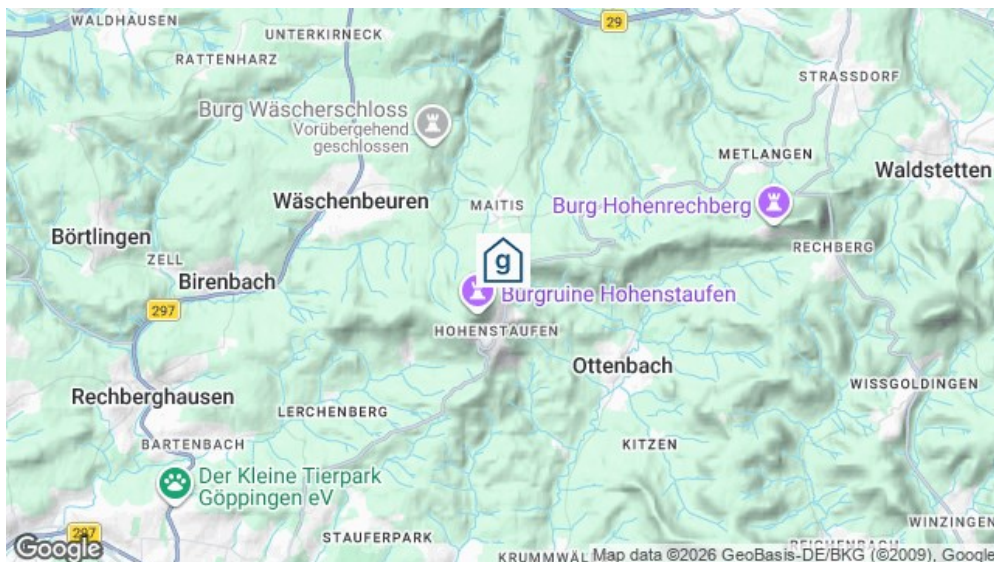 WALDHAUSEN
29
UNTERKIRNECK
RATTENHARZ
STRASSDORF
Burg Wäscherschloss
Vorübergehend
geschlossen
METLANGEN
Waldstetten
Wäschenbeuren
MAITIS
Burg Hohenrechberg
Börtlingen
RECHBERG
ZELL
g
Birenbach
Burgruine Hohenstaufen
297
HOHENSTAUFEN
Ottenbach
WISSGOLDINGEN
Rechberghausen
LERCHENBERG
BARTENBACH
KITZEN
Der Kleine Tierpark
Göppingen eV
WINZINGEN
297
STAUFERPARK
REICHENBACH
Google
KRUMMWÄL
Map data ©2026 GeoBasis-DE/BKG (©2009), Google